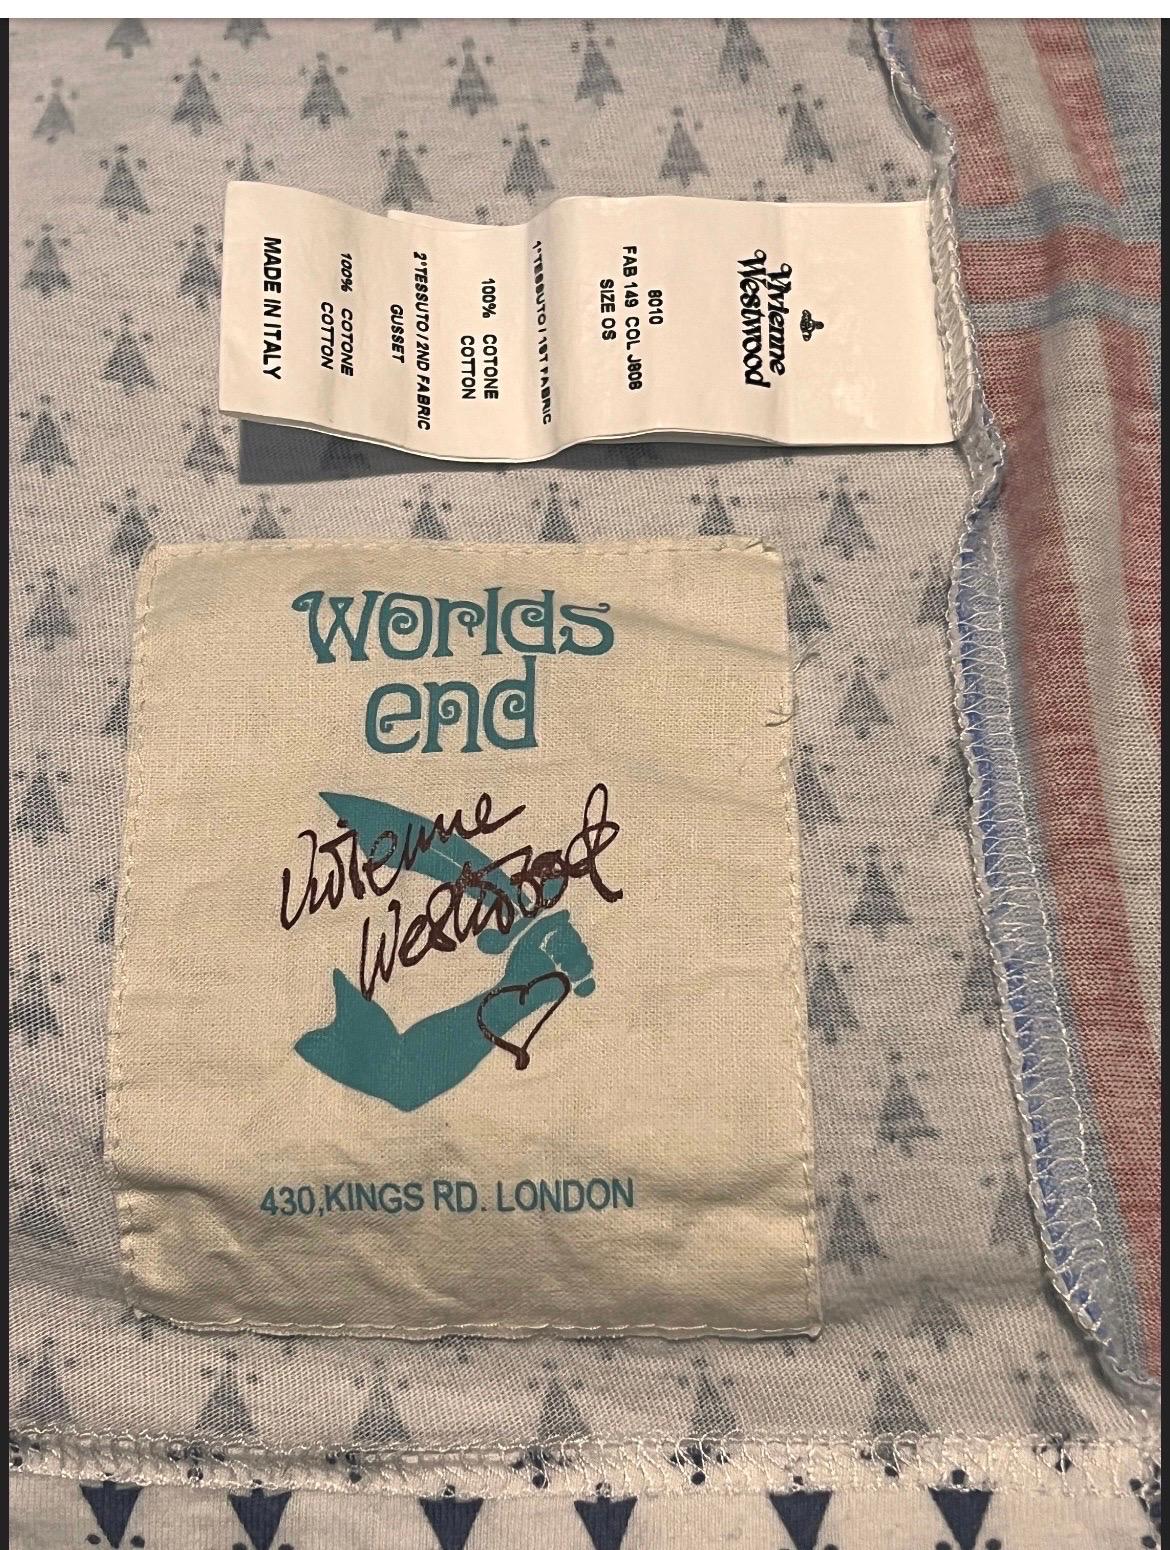 Vivienne
Westwood
8010
FAB 149 COL J808
SIZE OS
1°TESSUTO / 1ST FABRIC
100% COTONE
COTTON
2°TESSUTO / 2ND FABRIC
GUSSET
100% COTONE
COTTON
MADE IN ITALY
worlds
end
Vivienne
Westwood
430,KINGS RD. LONDON